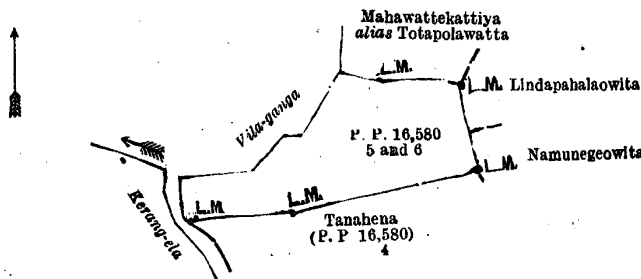 Mahawattekattiya
alias Totapolawatta
L.M.
L.M. Lindapahalaowita
Vila-ganga
P. P. 16,580
5 and 6
L.M. Namunegeowita
L.M.
L.M.
Kerang-ela
Tanahena
(P. P 16,580)
4